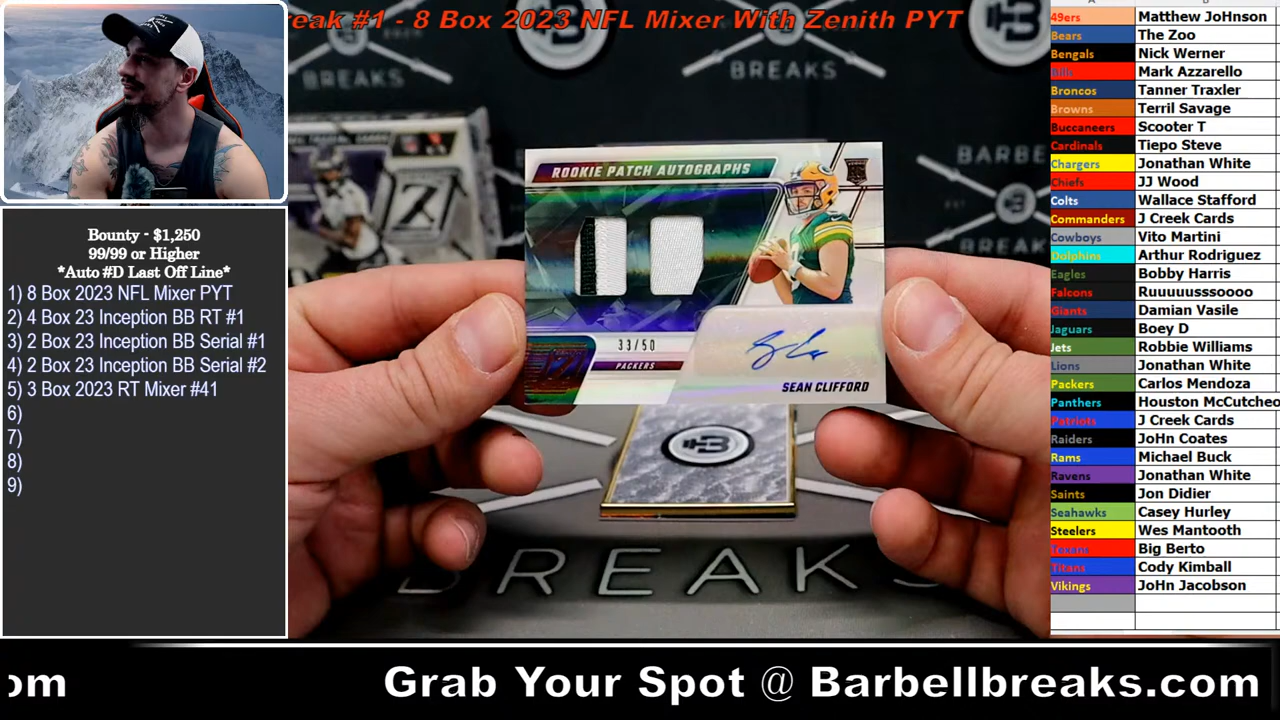 reak #1 - 8 Box 2023 NFL Mixer With Zenith PYT
BREAKS
BREAKS
BARBE
Bounty - $1,250
99/99 or Higher
*Auto #D Last Off Line*
1) 8 Box 2023 NFL Mixer PYT
2) 4 Box 23 Inception BB RT #1
3) 2 Box 23 Inception BB Serial #1
4) 2 Box 23 Inception BB Serial #2
5) 3 Box 2023 RT Mixer #41
6)
7)
8)
9)
ROOKIE PATCH AUTOGRAPHS
33/50
PACKERS
SEAN CLIFFORD
BREAKS
49ers Matthew JoHnson
Bears The Zoo
Bengals Nick Werner
Bills Mark Azzarello
Broncos Tanner Traxler
Browns Terril Savage
Buccaneers Scooter T
Cardinals Tiepo Steve
Chargers Jonathan White
Chiefs JJ Wood
Colts Wallace Stafford
Commanders J Creek Cards
Cowboys Vito Martini
Dolphins Arthur Rodriguez
Eagles Bobby Harris
Falcons Ruuuuusssoooo
Giants Damian Vasile
Jaguars Boey D
Jets Robbie Williams
Lions Jonathan White
Packers Carlos Mendoza
Panthers Houston McCutcheo
Patriots J Creek Cards
Raiders JoHn Coates
Rams Michael Buck
Ravens Jonathan White
Saints Jon Didier
Seahawks Casey Hurley
Steelers Wes Mantooth
Texans Big Berto
Titans Cody Kimball
Vikings JoHn Jacobson
om Grab Your Spot @ Barbellbreaks.com